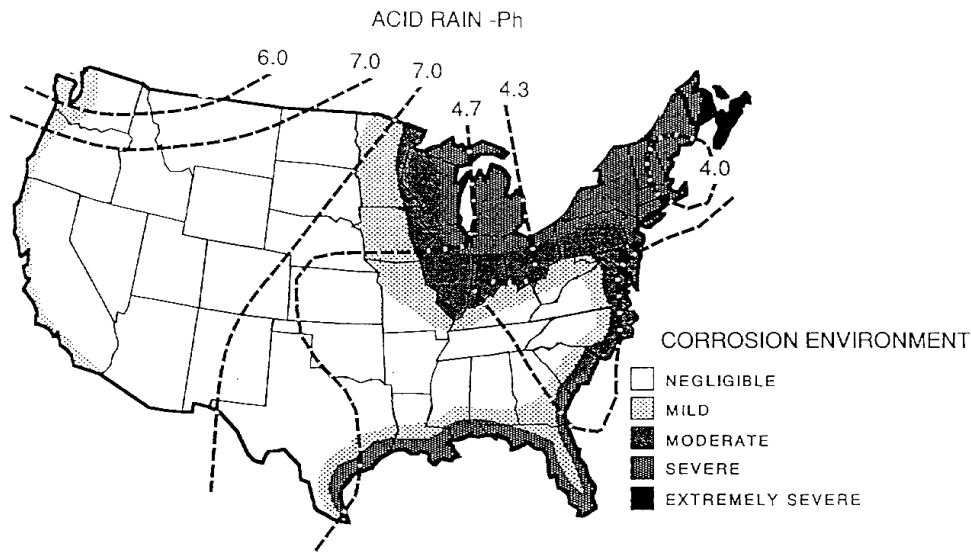 ACID RAIN -Ph
6.0
7.0
7.0
4.7
4.3
4.0
CORROSION ENVIRONMENT
NEGLIGIBLE
MILD
MODERATE
SEVERE
EXTREMELY SEVERE